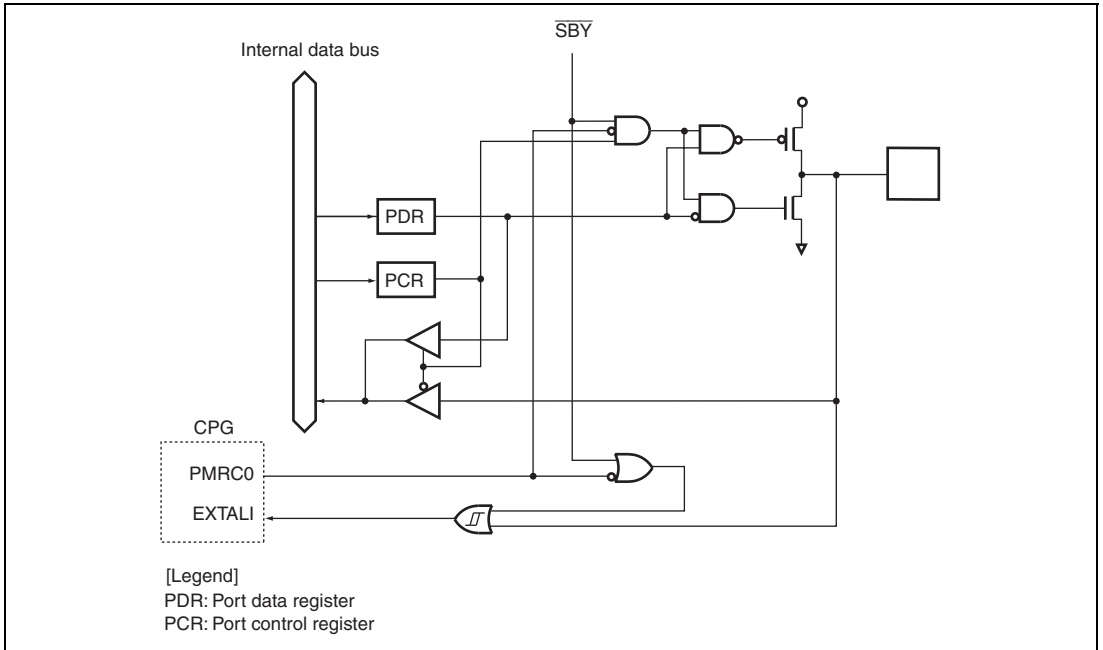 SBY
Internal data bus
PDR
PCR
CPG
PMRC0
EXTALI
[Legend]
PDR: Port data register
PCR: Port control register